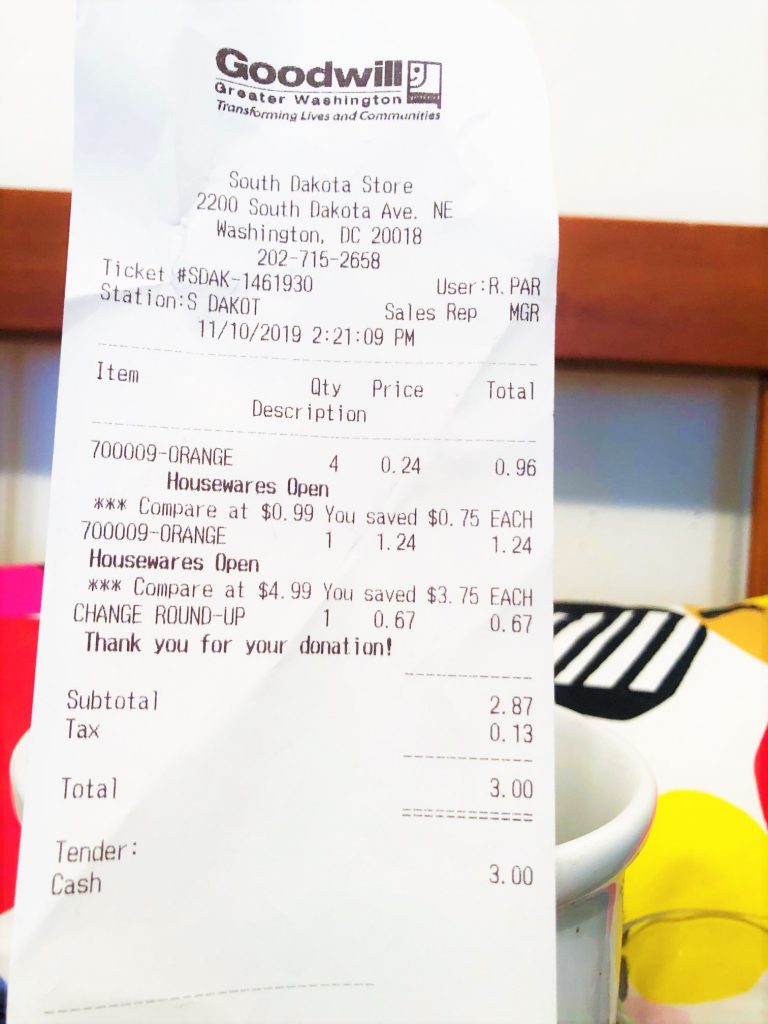 Goodwill
Greater Washington
Transforming Lives and Communities
South Dakota Store
2200 South Dakota Ave. NE
Washington, DC 20018
202-715-2658
Ticket #SDAK-1461930 User:R.PAR
Station:S DAKOT Sales Rep MGR
11/10/2019 2:21:09 PM
Item Qty Price Total
Description
700009-ORANGE 4 0.24 0.96
Housewares Open
*** Compare at $0.99 You saved $0.75 EACH
700009-ORANGE 1 1.24 1.24
Housewares Open
*** Compare at $4.99 You saved $3.75 EACH
CHANGE ROUND-UP 1 0.67 0.67
Thank you for your donation!
Subtotal 2.87
Tax 0.13
Total 3.00
Tender:
Cash 3.00